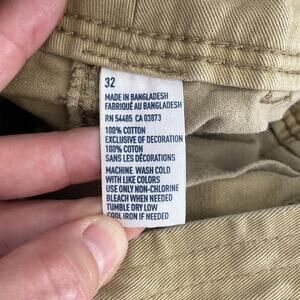 32
MADE IN BANGLADESH
FABRIQUÉ AU BANGLADESH
RN 54485 CA 03873
100% COTTON
EXCLUSIVE OF DECORATION
100% COTON
SANS LES DÉCORATIONS
MACHINE WASH COLD
WITH LIKE COLORS
USE ONLY NON-CHLORINE
BLEACH WHEN NEEDED
TUMBLE DRY LOW
COOL IRON IF NEEDED